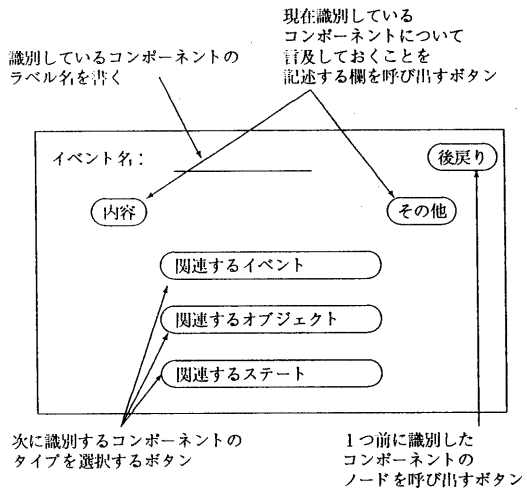 現在識別している
コンポーネントについて
言及しておくことを
記述する欄を呼び出すボタン
識別しているコンポーネントの
ラベル名を書く
イベント名：
後戻り
内容
その他
関連するイベント
関連するオブジェクト
関連するステート
次に識別するコンポーネントの
タイプを選択するボタン
1つ前に識別した
コンポーネントの
ノードを呼び出すボタン